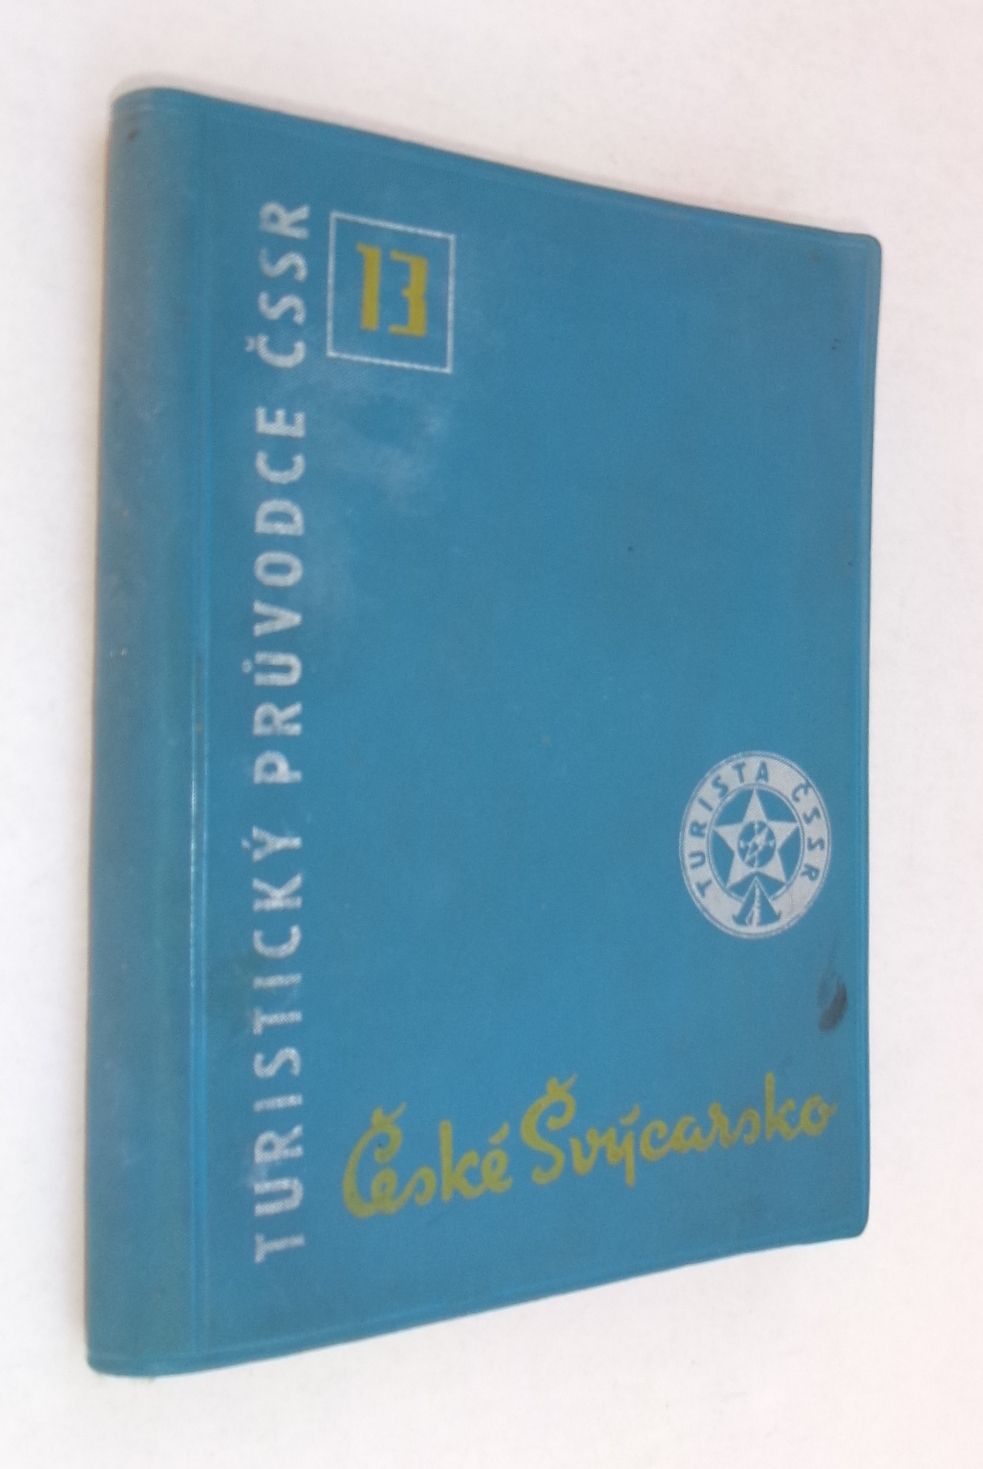 TURISTICKÝ PRŮVODCE ČSSR
13
TURISTA ČSSR
České Švýcarsko